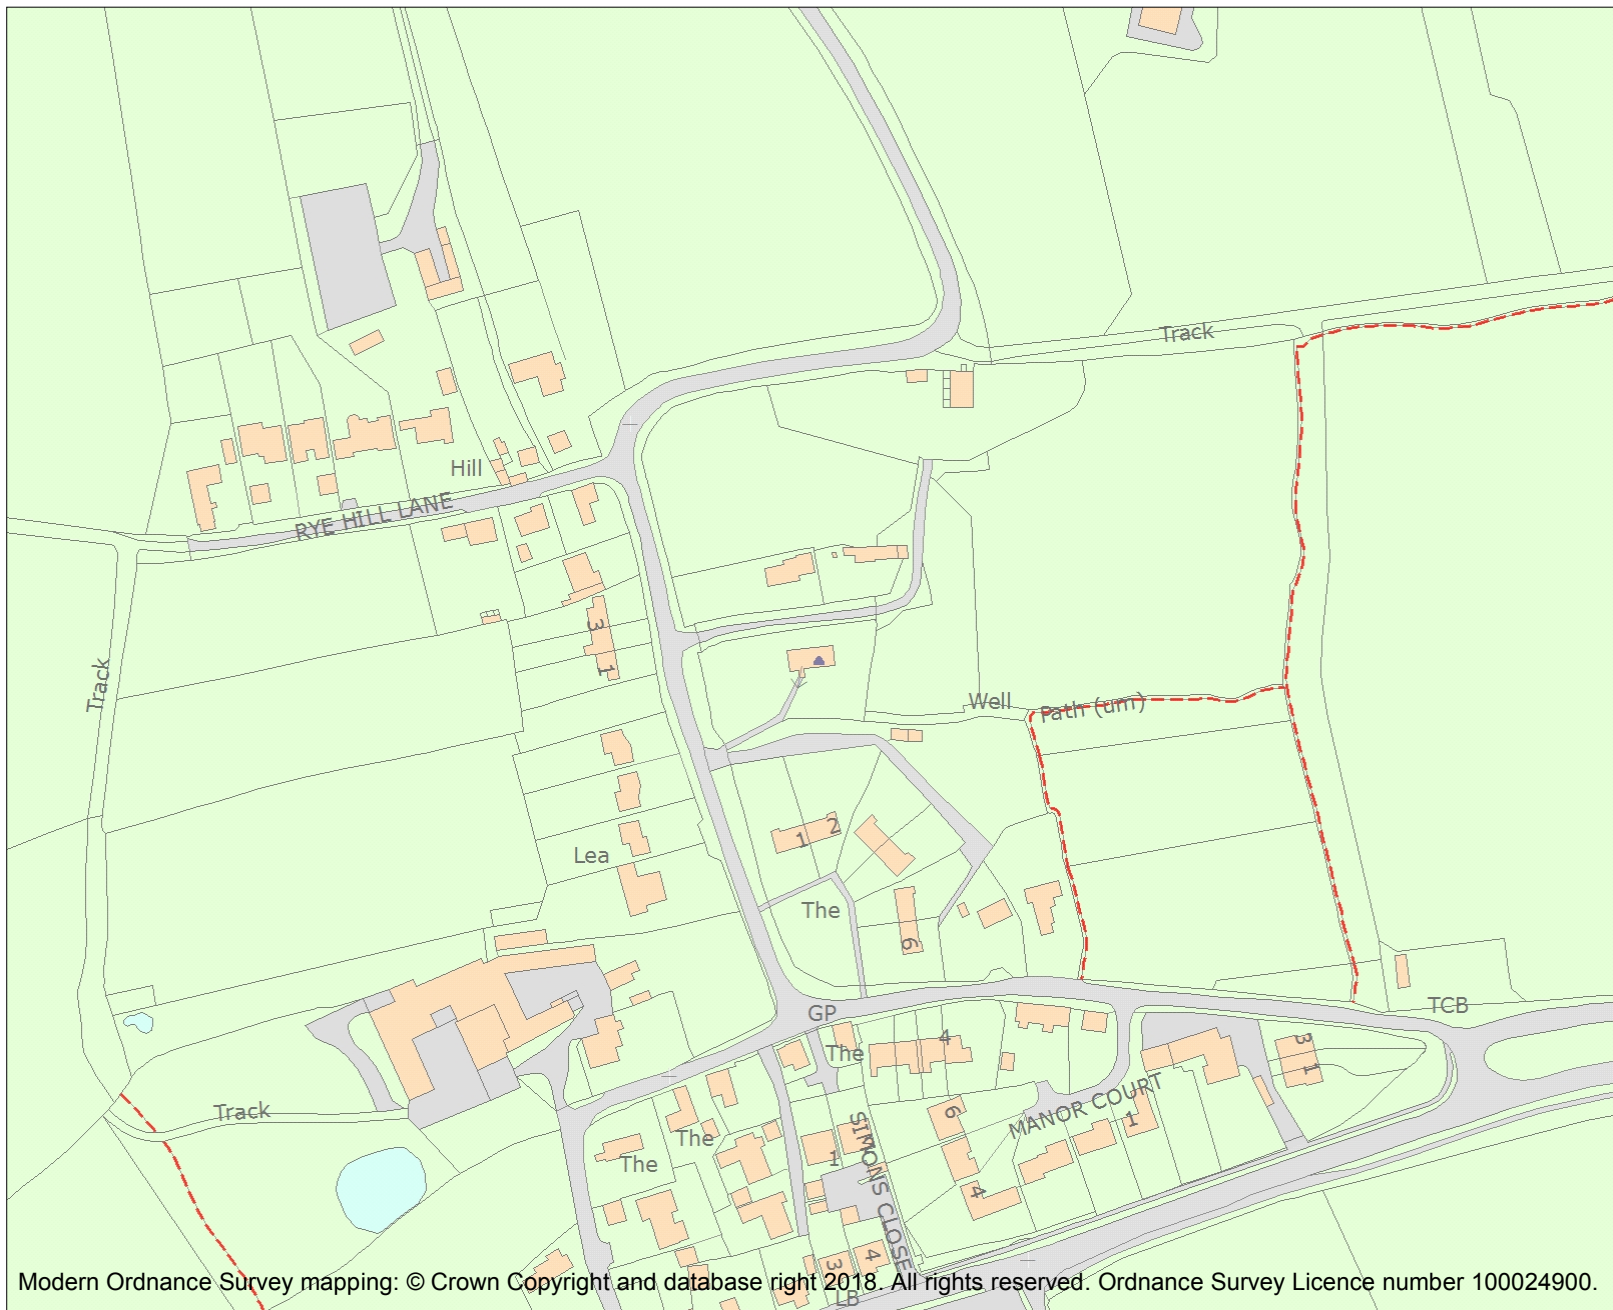 Track
Hill
RYE HILL LANE
3
1
Track
Well
Path (um)
1
2
Lea
The
6
GP
TCB
The
4
3
1
Track
MANOR COURT
6
1
The
The
1
SIMONS CLOSE
4
3
4
Modern Ordnance Survey mapping: © Crown Copyright and database right 2018. All rights reserved. Ordnance Survey Licence number 100024900.
LB